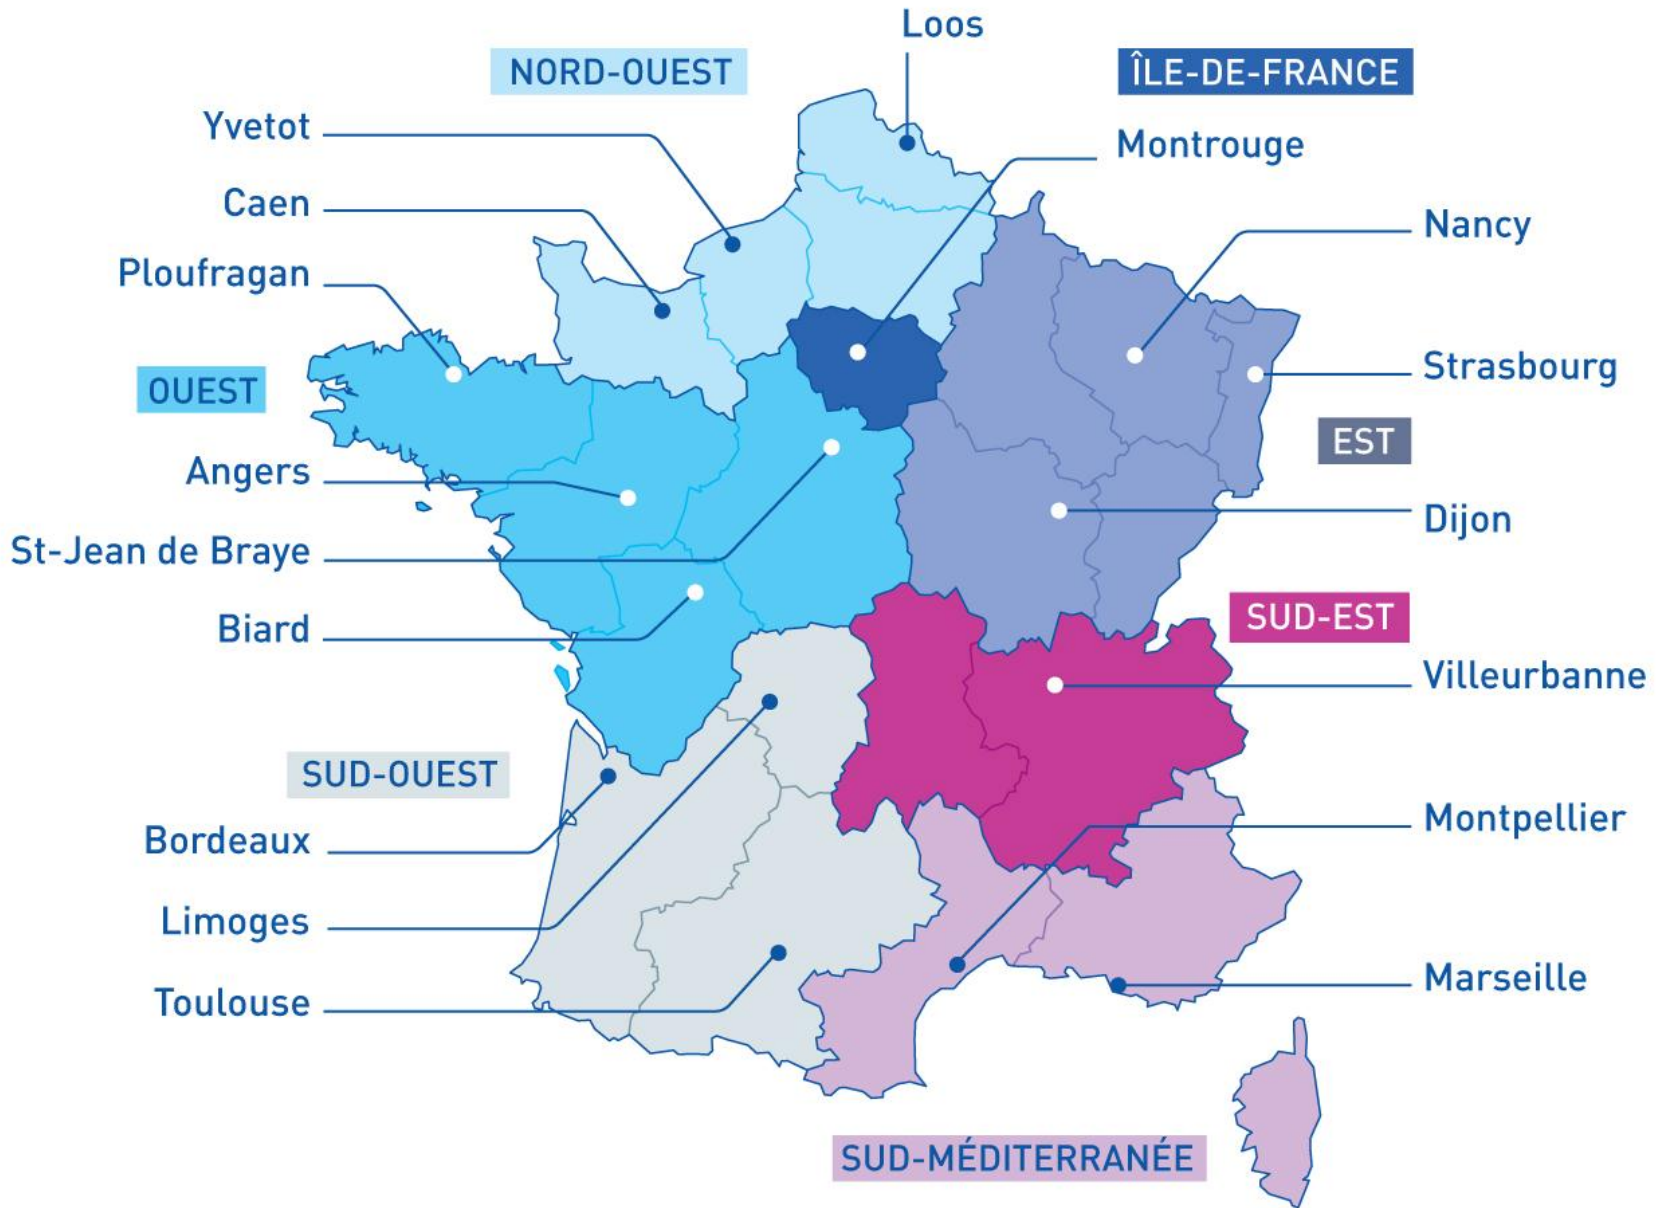 Loos
NORD-OUEST
ÎLE-DE-FRANCE
Yvetot
Montrouge
Caen
Nancy
Ploufragan
Strasbourg
OUEST
EST
Angers
Dijon
St-Jean de Braye
SUD-EST
Biard
Villeurbanne
SUD-OUEST
Montpellier
Bordeaux
Limoges
Marseille
Toulouse
SUD-MÉDITERRANÉE